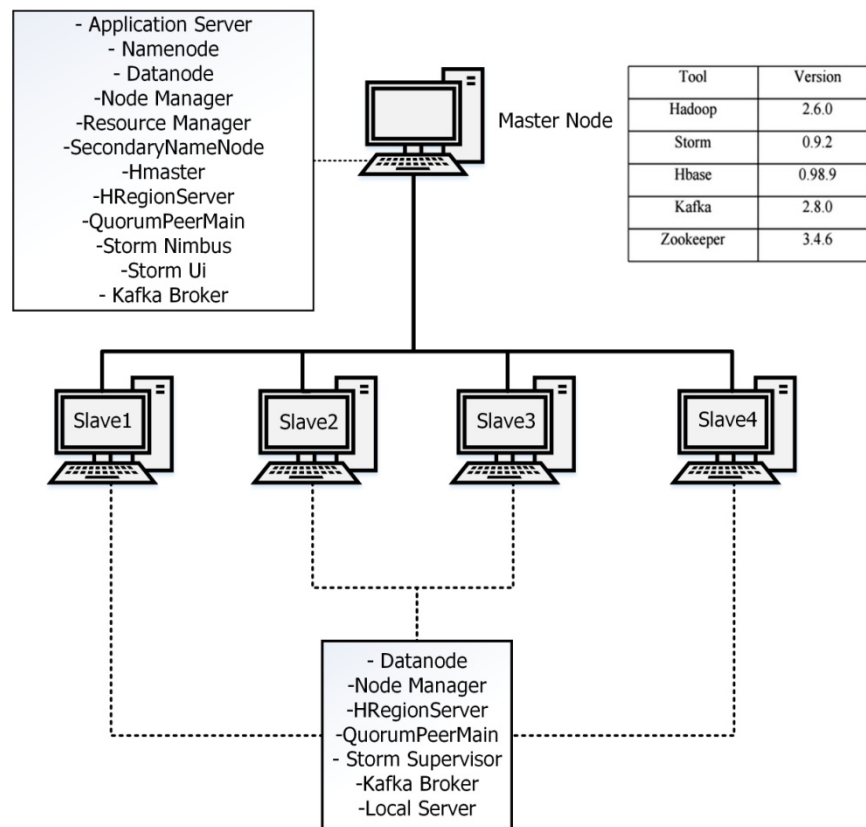 - Application Server
- Namenode
- Datanode
-Node Manager
-Resource Manager
-SecondaryNameNode
-Hmaster
-HRegionServer
-QuorumPeerMain
-Storm Nimbus
-Storm Ui
- Kafka Broker
Master Node
Tool Version
Hadoop 2.6.0
Storm 0.9.2
Hbase 0.98.9
Kafka 2.8.0
Zookeeper 3.4.6
Slave1
Slave2
Slave3
Slave4
- Datanode
-Node Manager
-HRegionServer
-QuorumPeerMain
- Storm Supervisor
-Kafka Broker
-Local Server